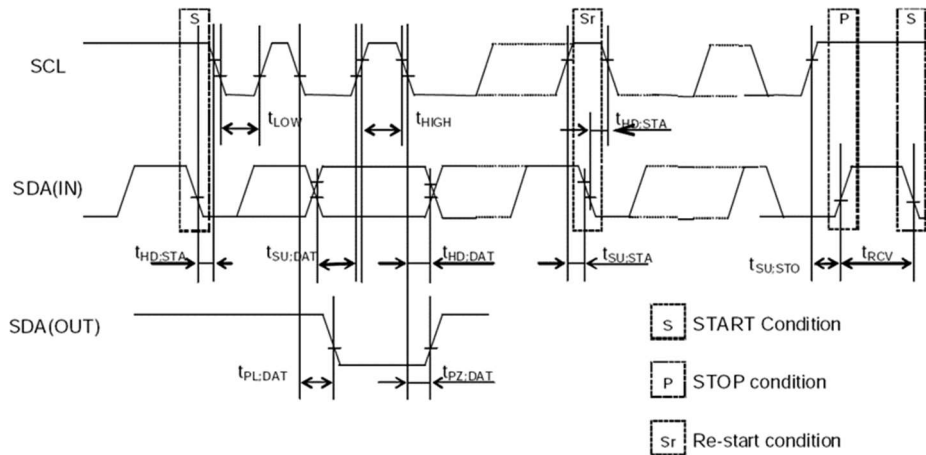 S Sr P S
SCL
tLOW tHIGH tHD;STA
SDA(IN)
tHD;STA tSU;DAT tHD;DAT tSU;STA tSU;STO tRCV
SDA(OUT)
S START Condition
tPL;DAT tPZ;DAT
P STOP condition
Sr Re-start condition